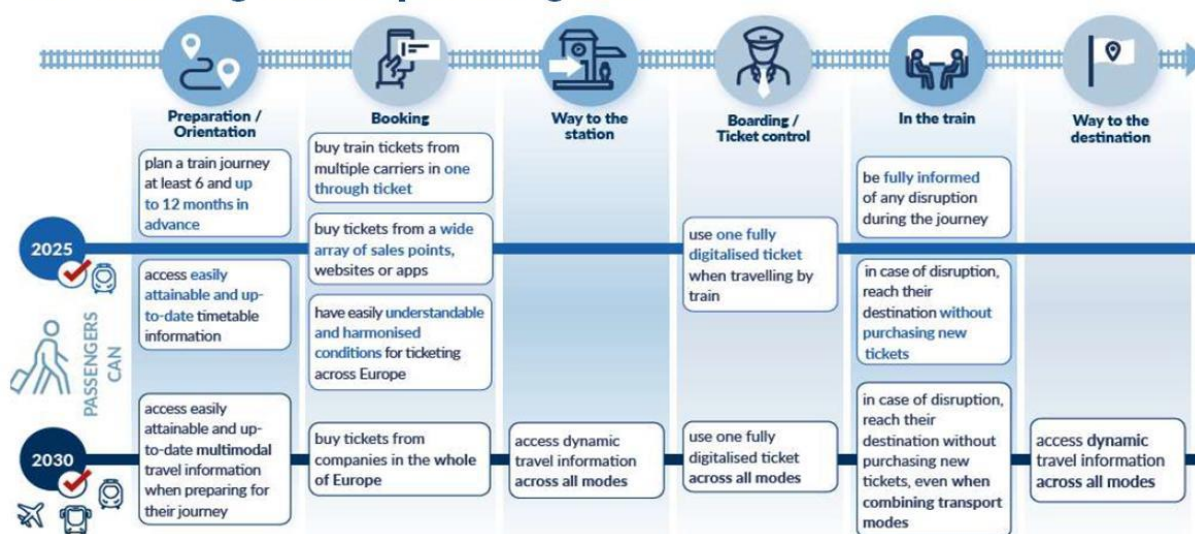 Preparation /
Orientation
Booking
Way to the
station
Boarding /
Ticket control
In the train
Way to the
destination
2025
plan a train journey
at least 6 and up
to 12 months in
advance
access easily
attainable and up-
to-date timetable
information
buy train tickets from
multiple carriers in one
through ticket
buy tickets from a wide
array of sales points,
websites or apps
have easily understandable
and harmonised
conditions for ticketing
across Europe
use one fully
digitalised ticket
when travelling by
train
be fully informed
of any disruption
during the journey
in case of disruption,
reach their
destination without
purchasing new
tickets
PASSENGERS
CAN
2030
access easily
attainable and up-
to-date multimodal
travel information
when preparing for
their journey
buy tickets from
companies in the whole
of Europe
access dynamic
travel information
across all modes
use one fully
digitalised ticket
across all modes
in case of disruption,
reach their
destination without
purchasing new
tickets, even when
combining transport
modes
access dynamic
travel information
across all modes